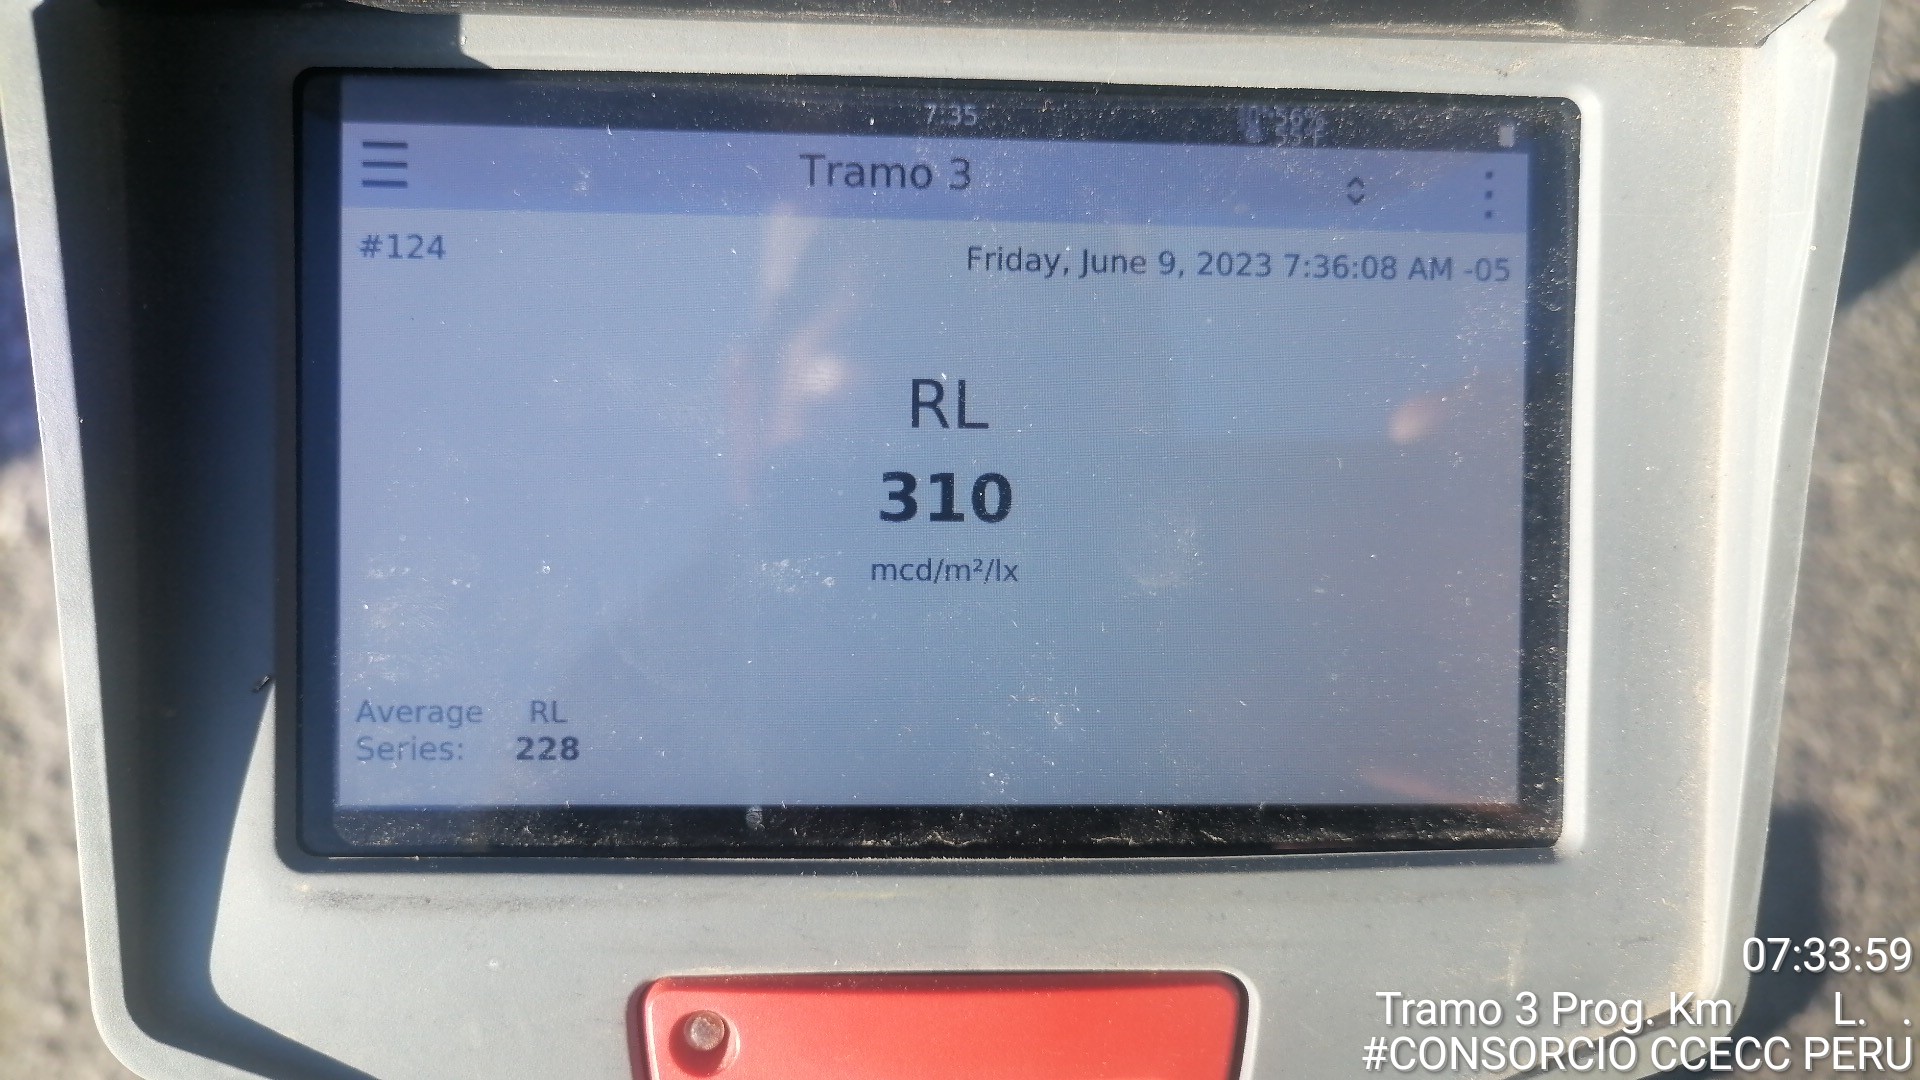 7:35
56%
Tramo 3
#124
Friday, June 9, 2023 7:36:08 AM -05
RL
310
mcd/m²/lx
Average RL
Series: 228
07:33:59
Tramo 3 Prog. Km L. .
#CONSORCIO CCECC PERU